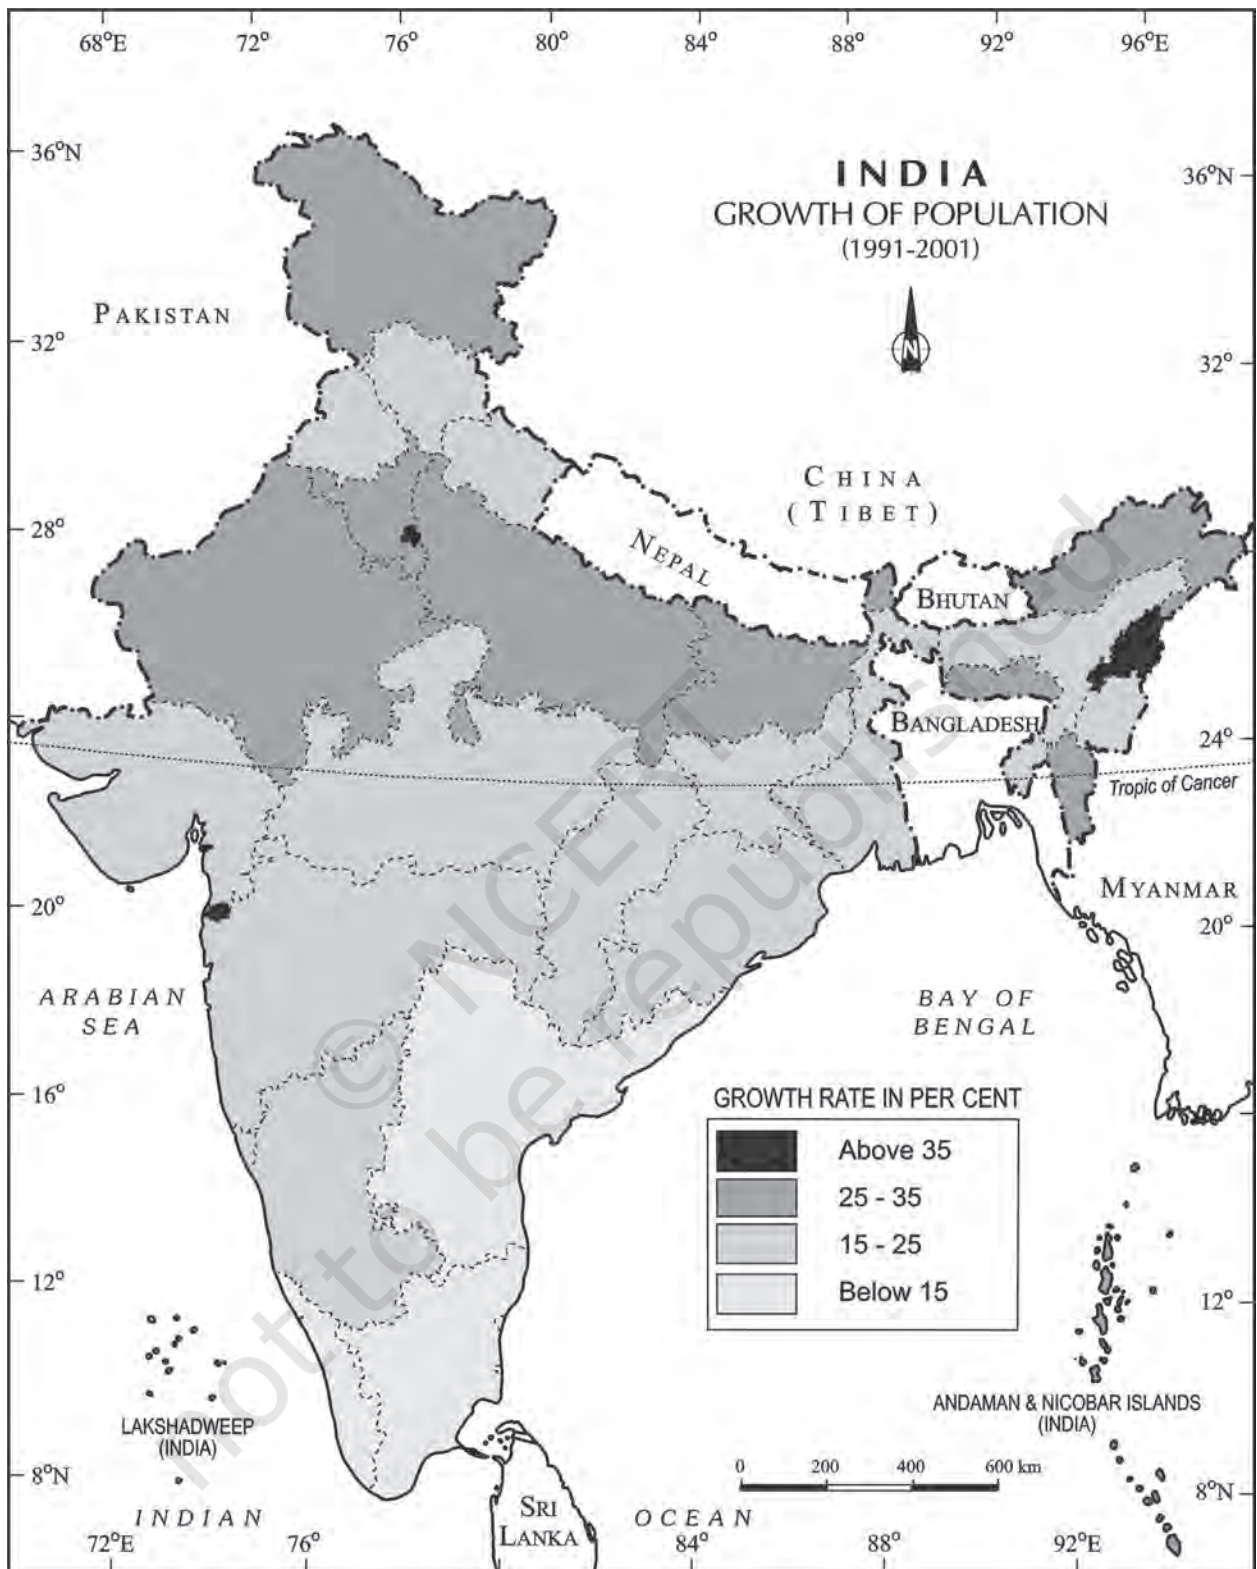 68°E 72° 76° 80° 84° 88° 92° 96°E
36°N
INDIA
36°N
GROWTH OF POPULATION
(1991-2001)
PAKISTAN
N
32°
32°
CHINA
(TIBET)
28°
NEPAL
28°
BHUTAN
BANGLADESH
24°
24°
Tropic of Cancer
MYANMAR
20°
20°
ARABIAN
SEA
BAY OF
BENGAL
16°
16°
GROWTH RATE IN PER CENT
Above 35
25 - 35
15 - 25
Below 15
12°
12°
LAKSHADWEEP
(INDIA)
ANDAMAN & NICOBAR ISLANDS
(INDIA)
0 200 400 600 km
8°N
8°N
SRI
LANKA
INDIAN OCEAN
72°E 76° 84° 88° 92°E
© NCERT
not to be republished